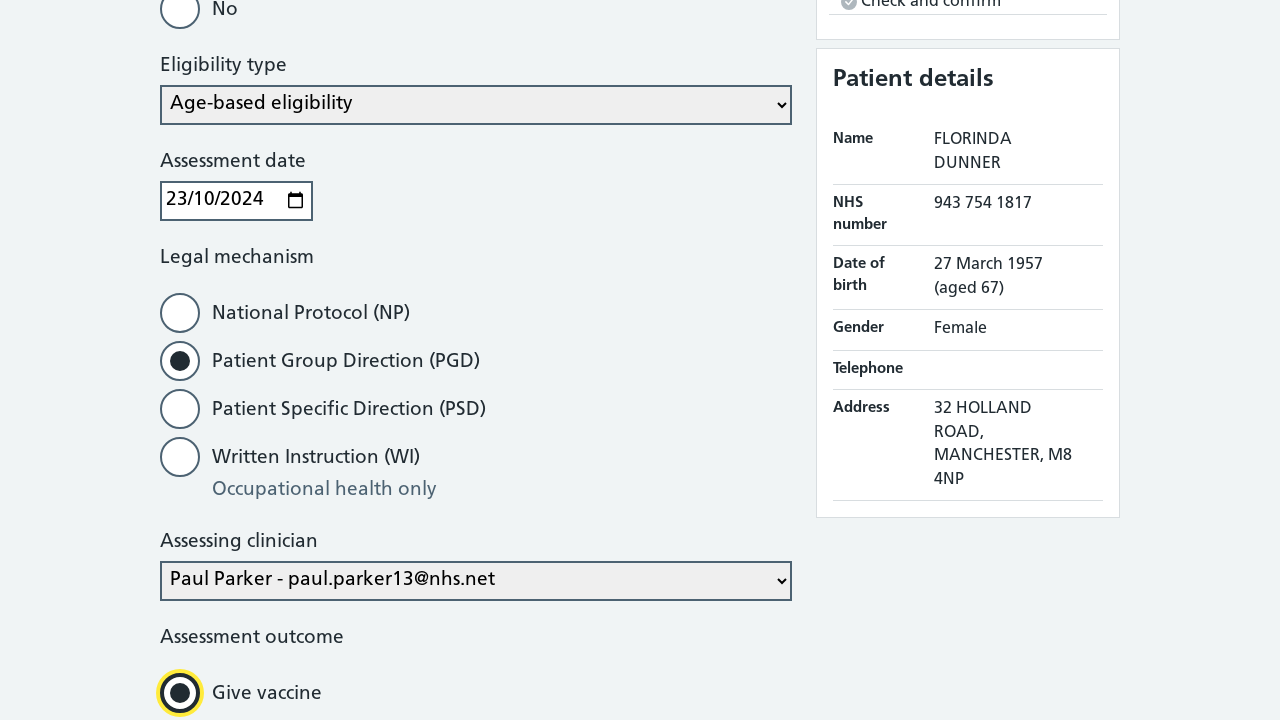 No
Eligibility type
Age-based eligibility
Assessment date
23/10/2024
Legal mechanism
National Protocol (NP)
Patient Group Direction (PGD)
Patient Specific Direction (PSD)
Written Instruction (WI)
Occupational health only
Assessing clinician
Paul Parker - paul.parker13@nhs.net
Assessment outcome
Give vaccine
Check and confirm
Patient details
Name
FLORINDA
DUNNER
NHS
number
943 754 1817
Date of
birth
27 March 1957
(aged 67)
Gender
Female
Telephone
Address
32 HOLLAND
ROAD,
MANCHESTER, M8
4NP